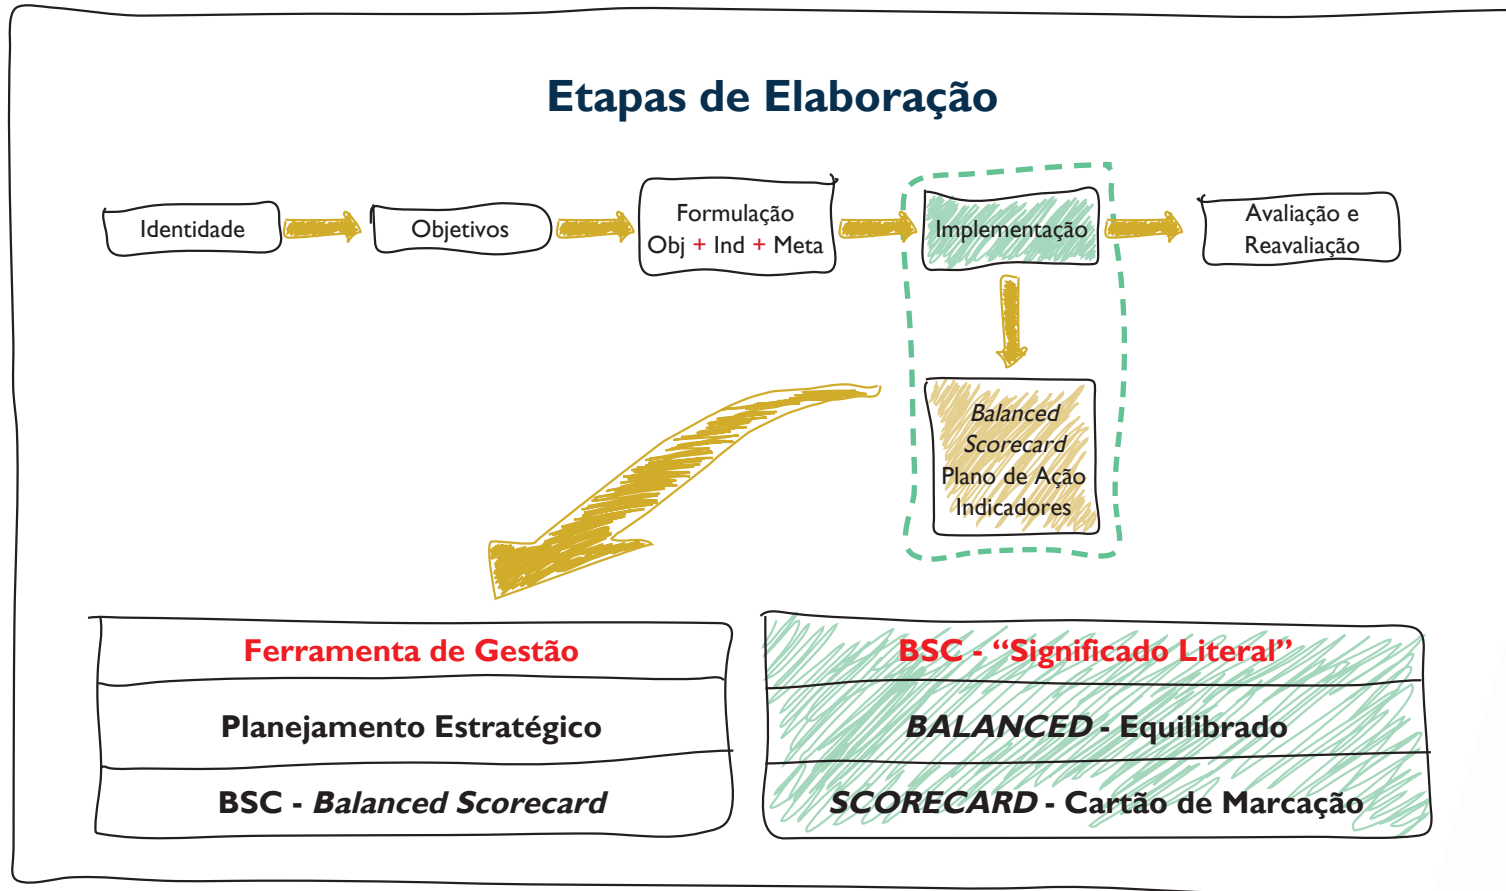 Etapas de Elaboração
Identidade
Objetivos
Formulação
Obj + Ind + Meta
Implementação
Avaliação e
Reavaliação
Balanced
Scorecard
Plano de Ação
Indicadores
Ferramenta de Gestão
Planejamento Estratégico
BSC - Balanced Scorecard
BSC - “Significado Literal”
BALANCED - Equilibrado
SCORECARD - Cartão de Marcação